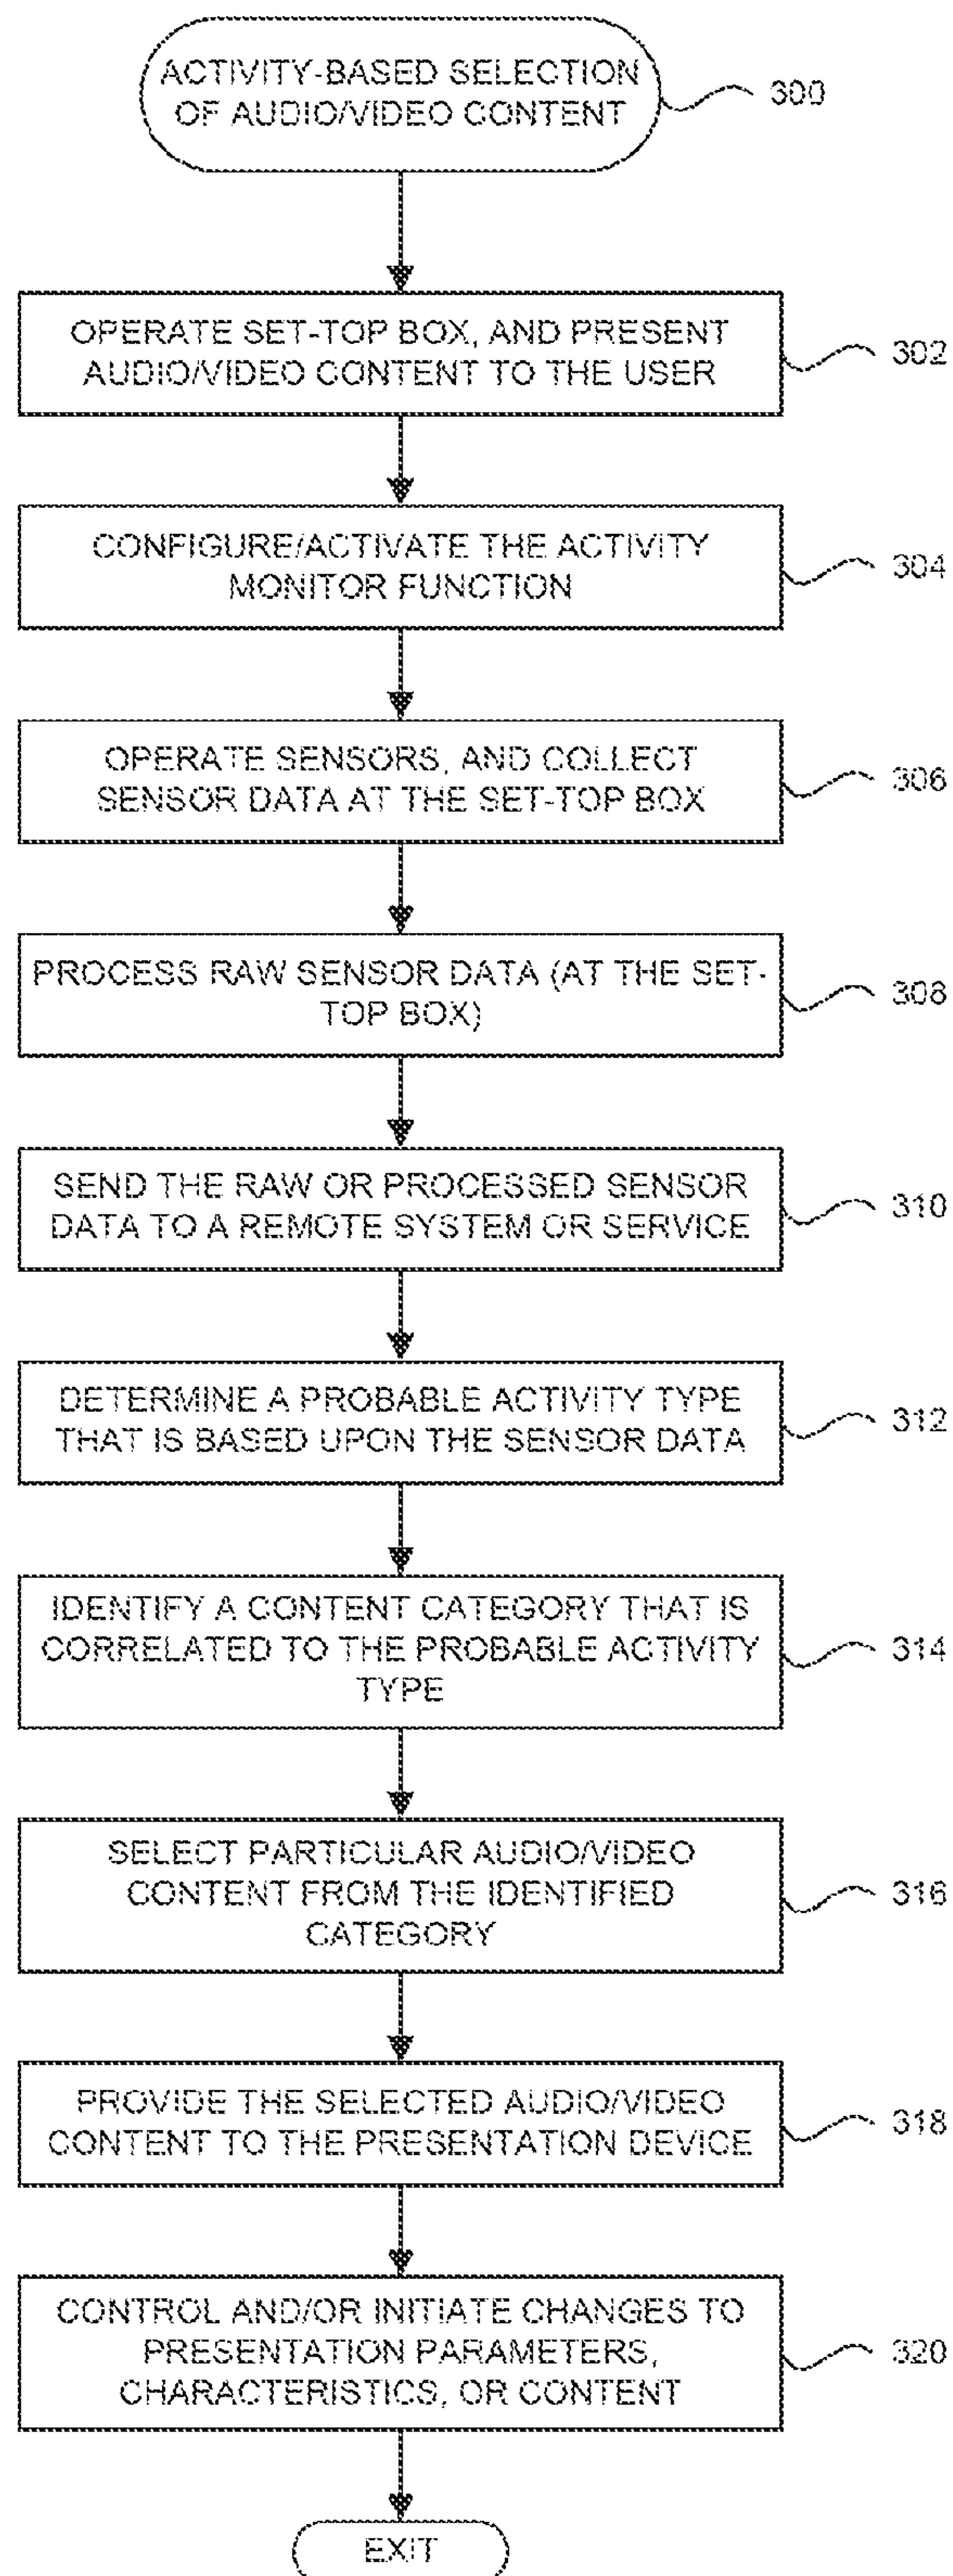 ACTIVITY-BASED SELECTION
OF AUDIO/VIDEO CONTENT
300
OPERATE SET-TOP BOX, AND PRESENT
AUDIO/VIDEO CONTENT TO THE USER
302
CONFIGURE/ACTIVATE THE ACTIVITY
MONITOR FUNCTION
304
OPERATE SENSORS, AND COLLECT
SENSOR DATA AT THE SET-TOP BOX
306
PROCESS RAW SENSOR DATA (AT THE SET-
TOP BOX)
308
SEND THE RAW OR PROCESSED SENSOR
DATA TO A REMOTE SYSTEM OR SERVICE
310
DETERMINE A PROBABLE ACTIVITY TYPE
THAT IS BASED UPON THE SENSOR DATA
312
IDENTIFY A CONTENT CATEGORY THAT IS
CORRELATED TO THE PROBABLE ACTIVITY
TYPE
314
SELECT PARTICULAR AUDIO/VIDEO
CONTENT FROM THE IDENTIFIED
CATEGORY
316
PROVIDE THE SELECTED AUDIO/VIDEO
CONTENT TO THE PRESENTATION DEVICE
318
CONTROL AND/OR INITIATE CHANGES TO
PRESENTATION PARAMETERS,
CHARACTERISTICS, OR CONTENT
320
EXIT